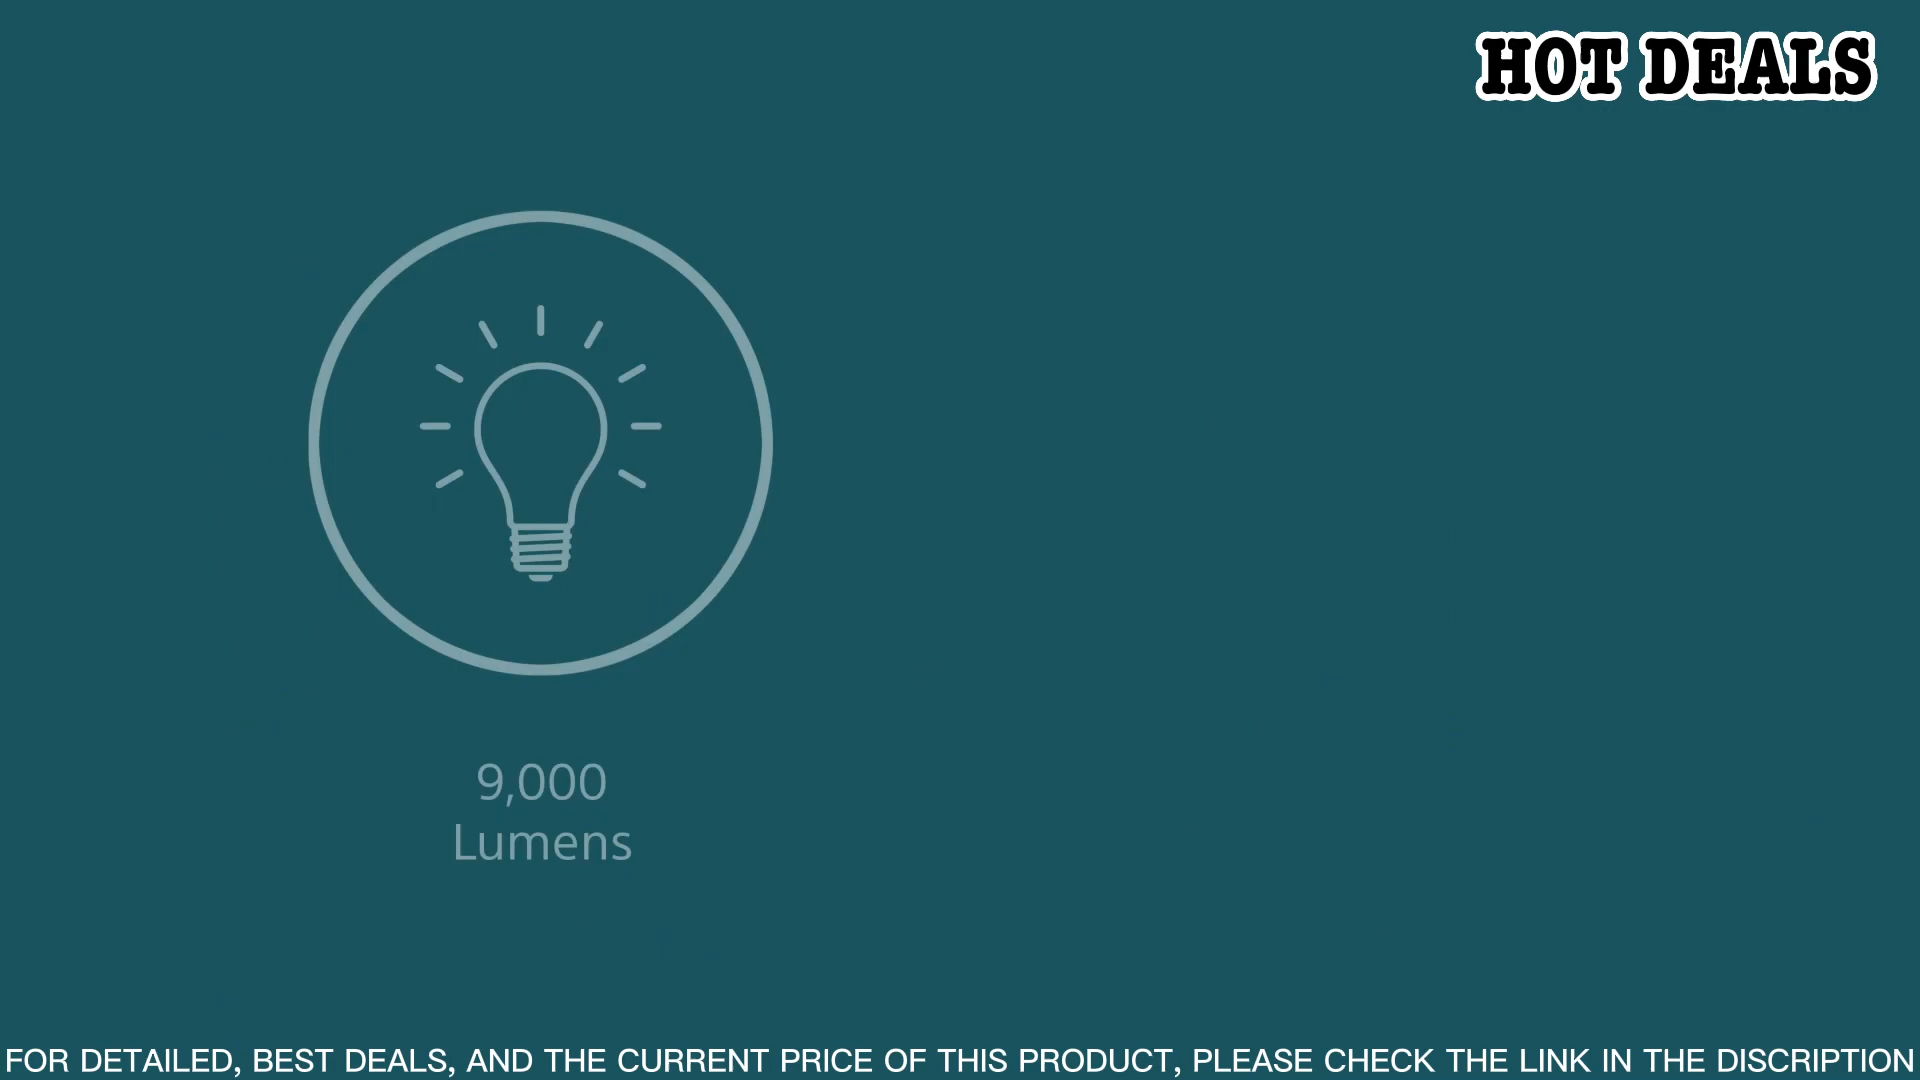 HOT DEALS
9,000
Lumens
FOR DETAILED, BEST DEALS, AND THE CURRENT PRICE OF THIS PRODUCT, PLEASE CHECK THE LINK IN THE DISCRIPTION